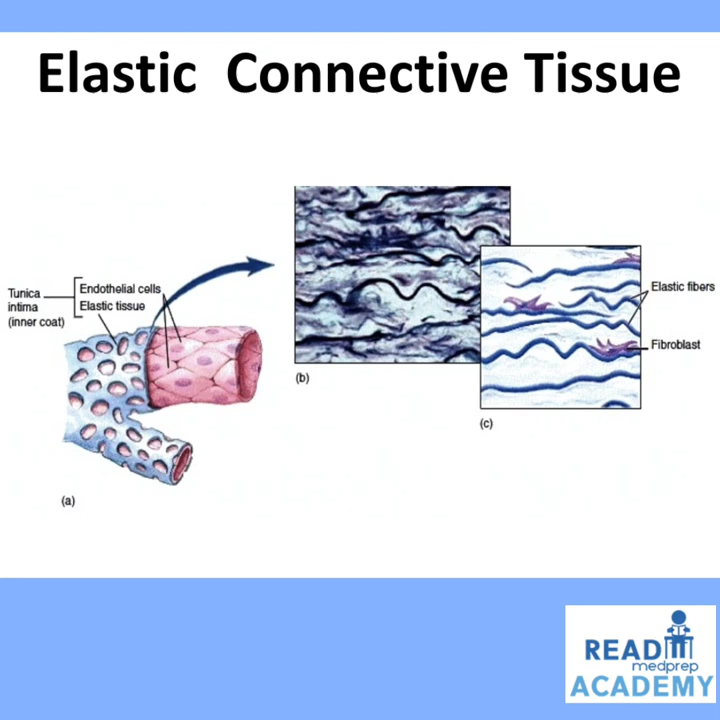 Elastic Connective Tissue
Tunica
intima
(inner coat)
Endothelial cells
Elastic tissue
Elastic fibers
Fibroblast
(b)
(c)
(a)
READ
medprep
ACADEMY